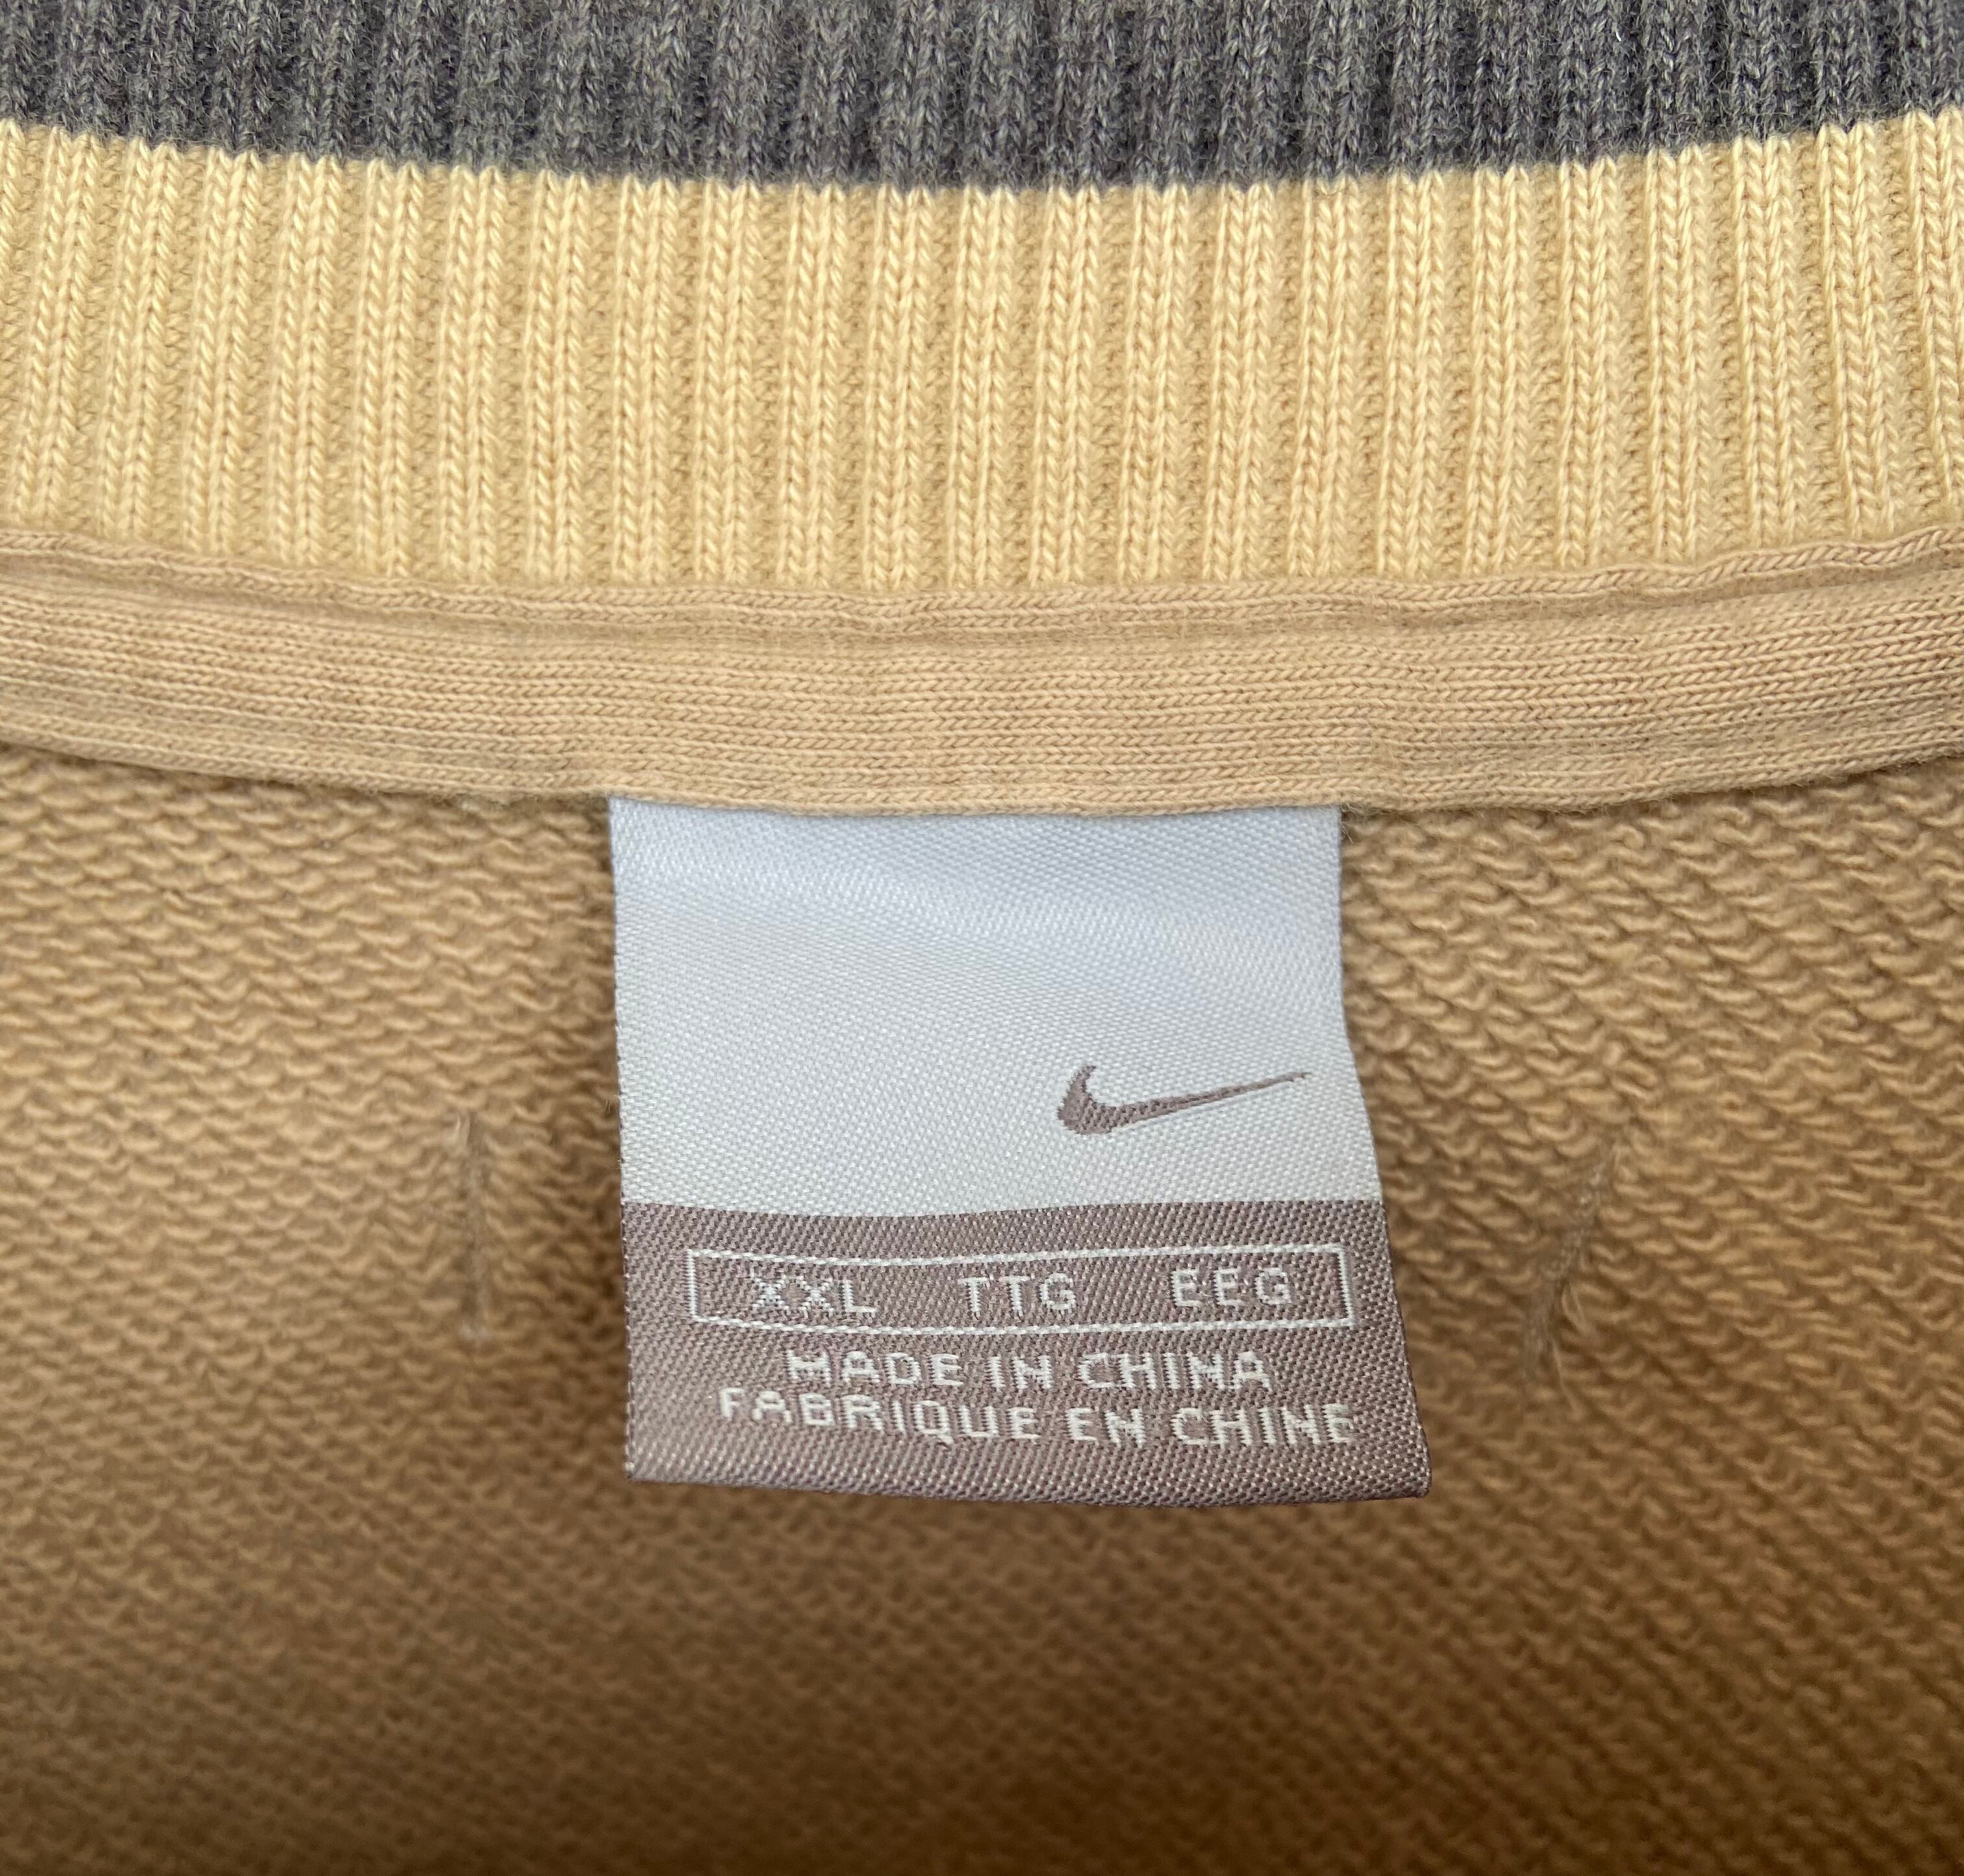 XXL TTG EEG
MADE IN CHINA
FABRIQUE EN CHINE